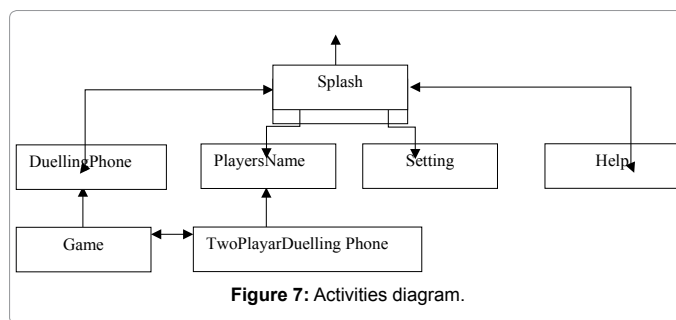 Splash
DuellingPhone
PlayersName
Setting
Help
Game
TwoPlayarDuelling Phone
Figure 7: Activities diagram.